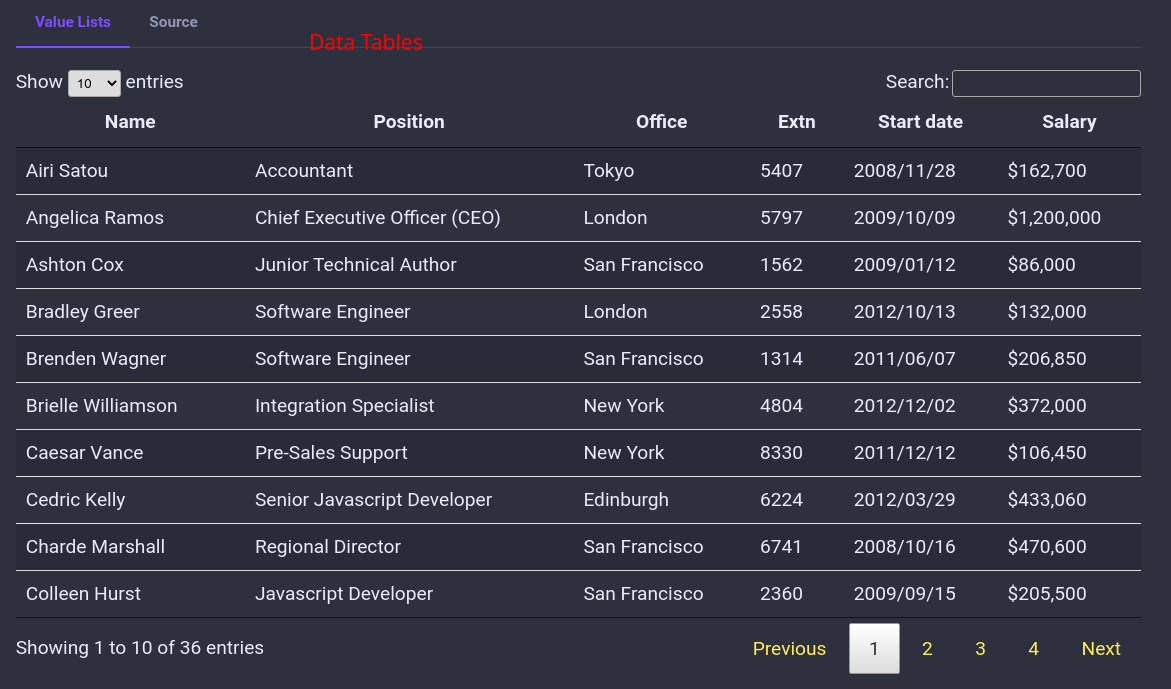 Value Lists Source
Data Tables
Show 10 entries Search:
Name Position Office Extn Start date Salary
Airi Satou Accountant Tokyo 5407 2008/11/28 $162,700
Angelica Ramos Chief Executive Officer (CEO) London 5797 2009/10/09 $1,200,000
Ashton Cox Junior Technical Author San Francisco 1562 2009/01/12 $86,000
Bradley Greer Software Engineer London 2558 2012/10/13 $132,000
Brenden Wagner Software Engineer San Francisco 1314 2011/06/07 $206,850
Brielle Williamson Integration Specialist New York 4804 2012/12/02 $372,000
Caesar Vance Pre-Sales Support New York 8330 2011/12/12 $106,450
Cedric Kelly Senior Javascript Developer Edinburgh 6224 2012/03/29 $433,060
Charde Marshall Regional Director San Francisco 6741 2008/10/16 $470,600
Colleen Hurst Javascript Developer San Francisco 2360 2009/09/15 $205,500
Showing 1 to 10 of 36 entries Previous 1 2 3 4 Next